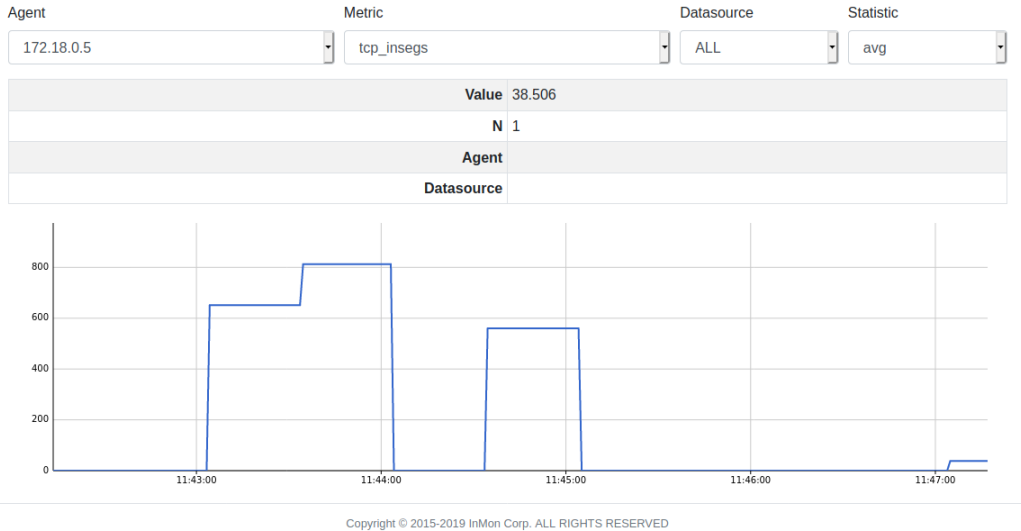 Agent Metric Datasource Statistic
172.18.0.5 tcp_insegs ALL avg
Value 38.506
N 1
Agent
Datasource
800
600
400
200
0
11:43:00 11:44:00 11:45:00 11:46:00 11:47:00
Copyright © 2015-2019 InMon Corp. ALL RIGHTS RESERVED